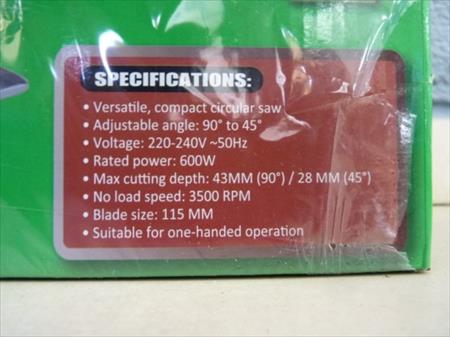 SPECIFICATIONS:
• Versatile, compact circular saw
• Adjustable angle: 90° to 45°
• Voltage: 220-240V ~50Hz
• Rated power: 600W
• Max cutting depth: 43MM (90°) / 28 MM (45°)
• No load speed: 3500 RPM
• Blade size: 115 MM
• Suitable for one-handed operation